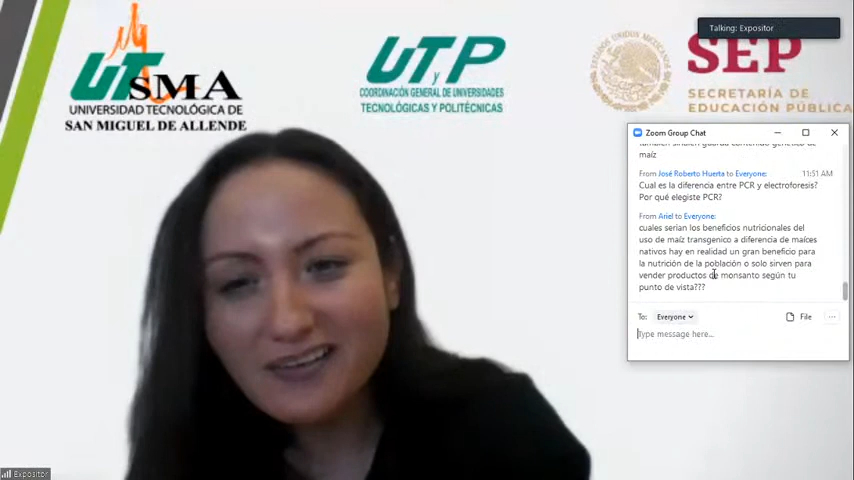 UTSMA
UNIVERSIDAD TECNOLÓGICA DE
SAN MIGUEL DE ALLENDE
UTyP
COORDINACIÓN GENERAL DE UNIVERSIDADES
TECNOLÓGICAS Y POLITÉCNICAS
ESTADOS UNIDOS MEXICANOS
SEP
SECRETARÍA DE
EDUCACIÓN PÚBLICA
Talking: Expositor
Zoom Group Chat
maíz
From José Roberto Huerta to Everyone: 11:51 AM
Cual es la diferencia entre PCR y electroforesis?
Por qué elegiste PCR?
From Ariel to Everyone:
cuales serian los beneficios nutricionales del
uso de maíz transgenico a diferencia de maíces
nativos hay en realidad un gran beneficio para
la nutrición de la población o solo sirven para
vender productos de monsanto según tu
punto de vista???
To: Everyone File ...
Type message here...
Expositor